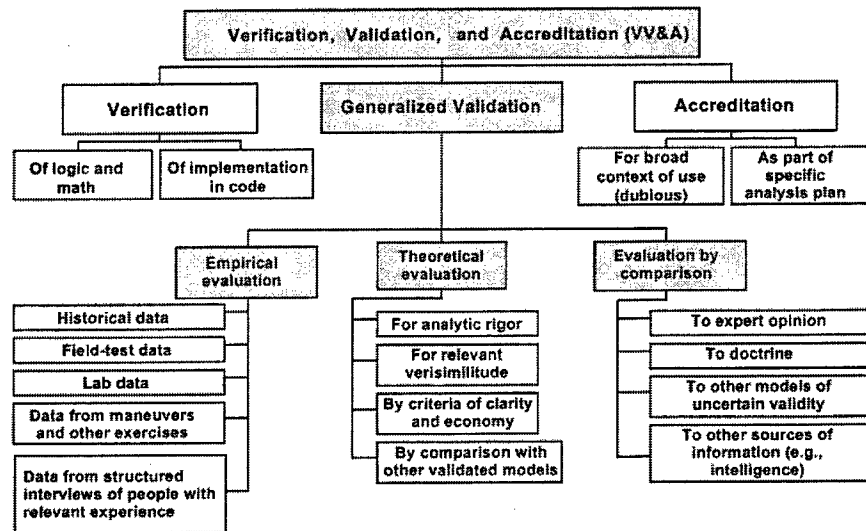 Verification, Validation, and Accreditation (VV&A)
Verification
Generalized Validation
Accreditation
Of logic and
math
Of implementation
in code
For broad
context of use
(dubious)
As part of
specific
analysis plan
Empirical
evaluation
Historical data
Field-test data
Lab data
Data from maneuvers
and other exercises
Data from structured
interviews of people with
relevant experience
Theoretical
evaluation
For analytic rigor
For relevant
verisimilitude
By criteria of clarity
and economy
By comparison with
other validated models
Evaluation by
comparison
To expert opinion
To doctrine
To other models of
uncertain validity
To other sources of
information (e.g.,
intelligence)